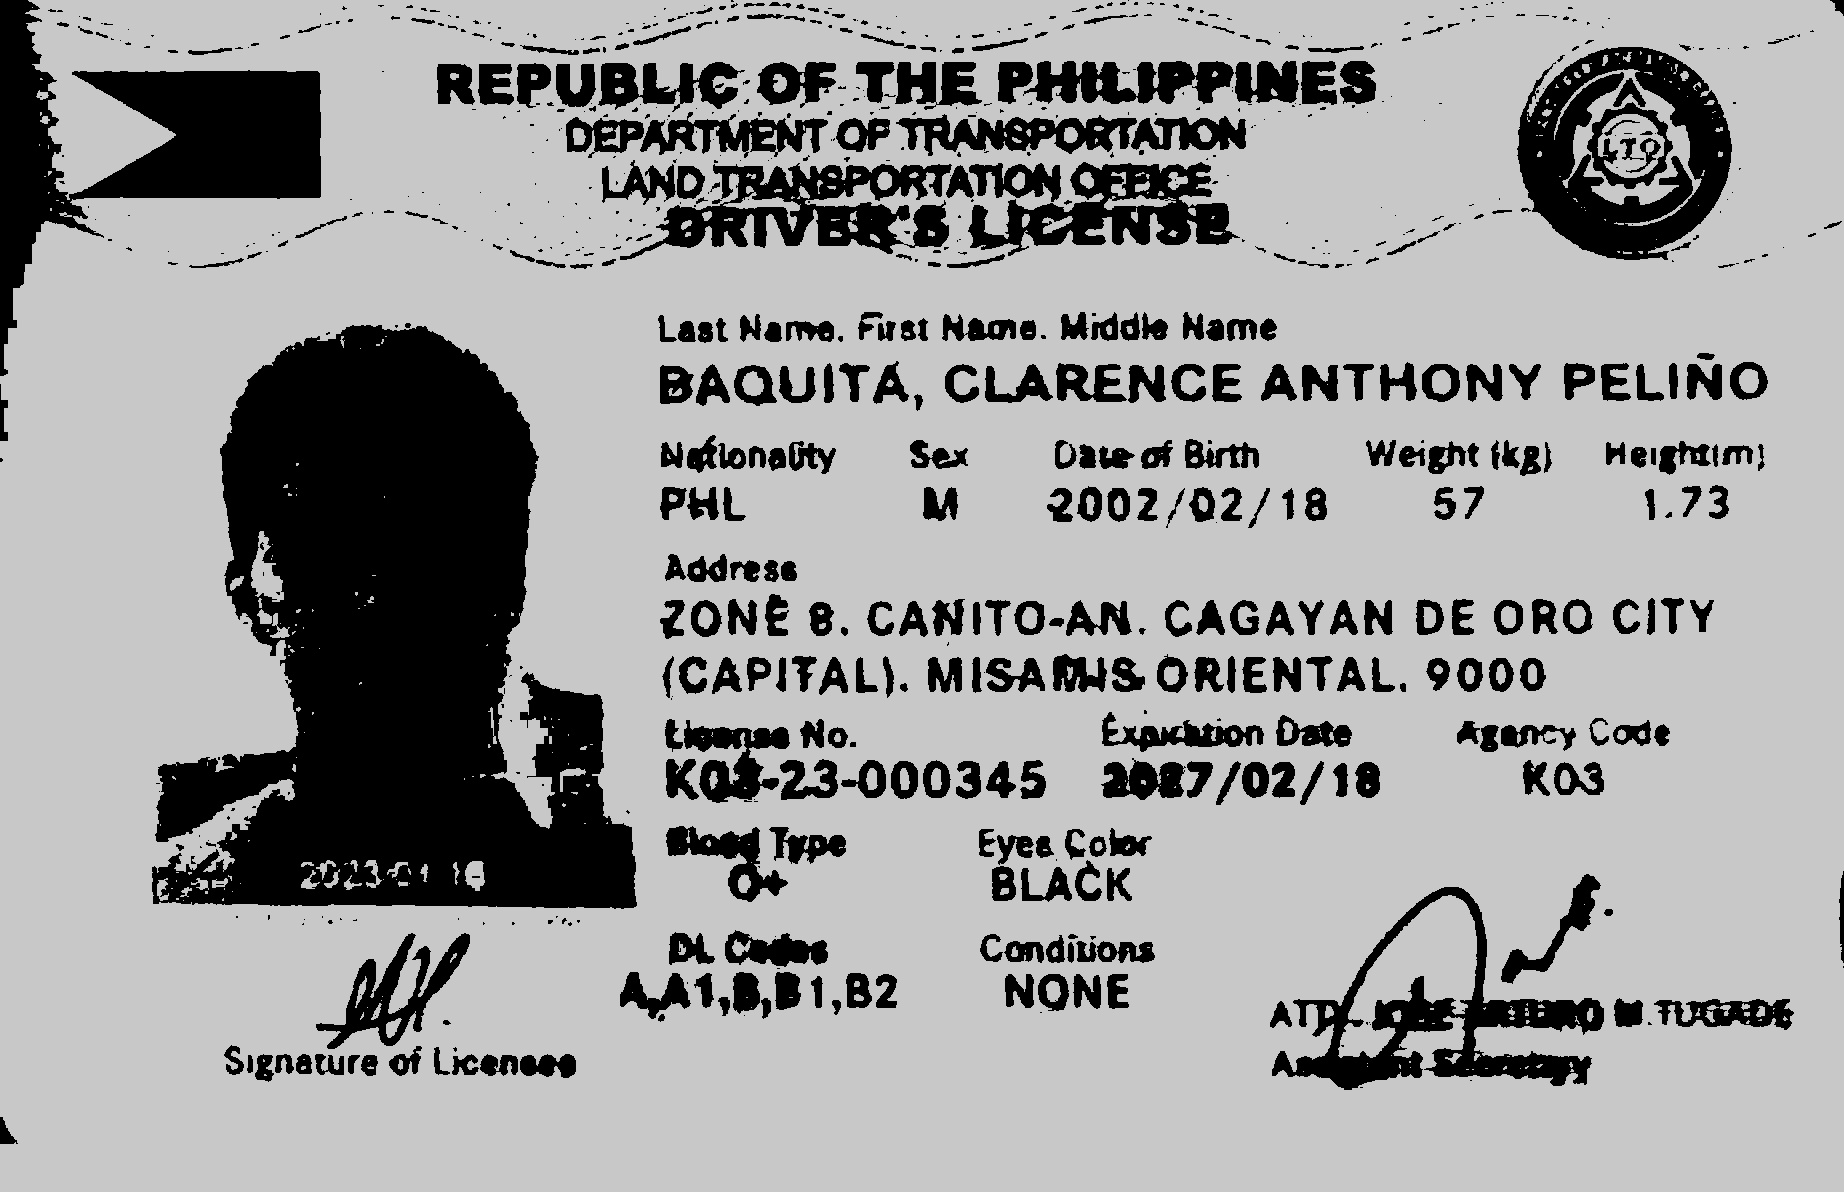 REPUBLIC OF THE PHILIPPINES
DEPARTMENT OF TRANSPORTATION
LAND TRANSPORTATION OFFICE
DRIVER'S LICENSE
LTO
Last Name. First Name. Middle Name
BAQUITA, CLARENCE ANTHONY PELIÑO
Nationality Sex Date of Birth Weight (kg) Height(m)
PHL M 2002/02/18 57 1.73
Address
ZONE 8. CANITO-AN. CAGAYAN DE ORO CITY
(CAPITAL). MISAMIS ORIENTAL. 9000
License No. Expiration Date Agency Code
K03-23-000345 2027/02/18 K03
Blood Type Eyes Color
O+ BLACK
DL Codes Conditions
A,A1,B,B1,B2 NONE
ATTY. JOSE ARTURO M. TUGADE
Signature of Licensee Assistant Secretary